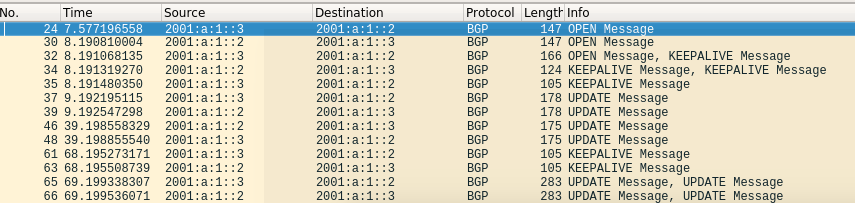 No. Time Source Destination Protocol Length Info
24 7.577196558 2001:a:1::3 2001:a:1::2 BGP 147 OPEN Message
30 8.190810004 2001:a:1::2 2001:a:1::3 BGP 147 OPEN Message
32 8.191068135 2001:a:1::3 2001:a:1::2 BGP 166 OPEN Message, KEEPALIVE Message
34 8.191319270 2001:a:1::2 2001:a:1::3 BGP 124 KEEPALIVE Message, KEEPALIVE Message
35 8.191480350 2001:a:1::3 2001:a:1::2 BGP 105 KEEPALIVE Message
37 9.192195115 2001:a:1::3 2001:a:1::2 BGP 178 UPDATE Message
39 9.192547298 2001:a:1::2 2001:a:1::3 BGP 178 UPDATE Message
46 39.198558329 2001:a:1::3 2001:a:1::2 BGP 175 UPDATE Message
48 39.198855540 2001:a:1::3 2001:a:1::2 BGP 175 UPDATE Message
61 68.195273171 2001:a:1::3 2001:a:1::2 BGP 105 KEEPALIVE Message
63 68.195508739 2001:a:1::2 2001:a:1::3 BGP 105 KEEPALIVE Message
65 69.199338307 2001:a:1::3 2001:a:1::2 BGP 283 UPDATE Message, UPDATE Message
66 69.199536071 2001:a:1::2 2001:a:1::3 BGP 283 UPDATE Message, UPDATE Message